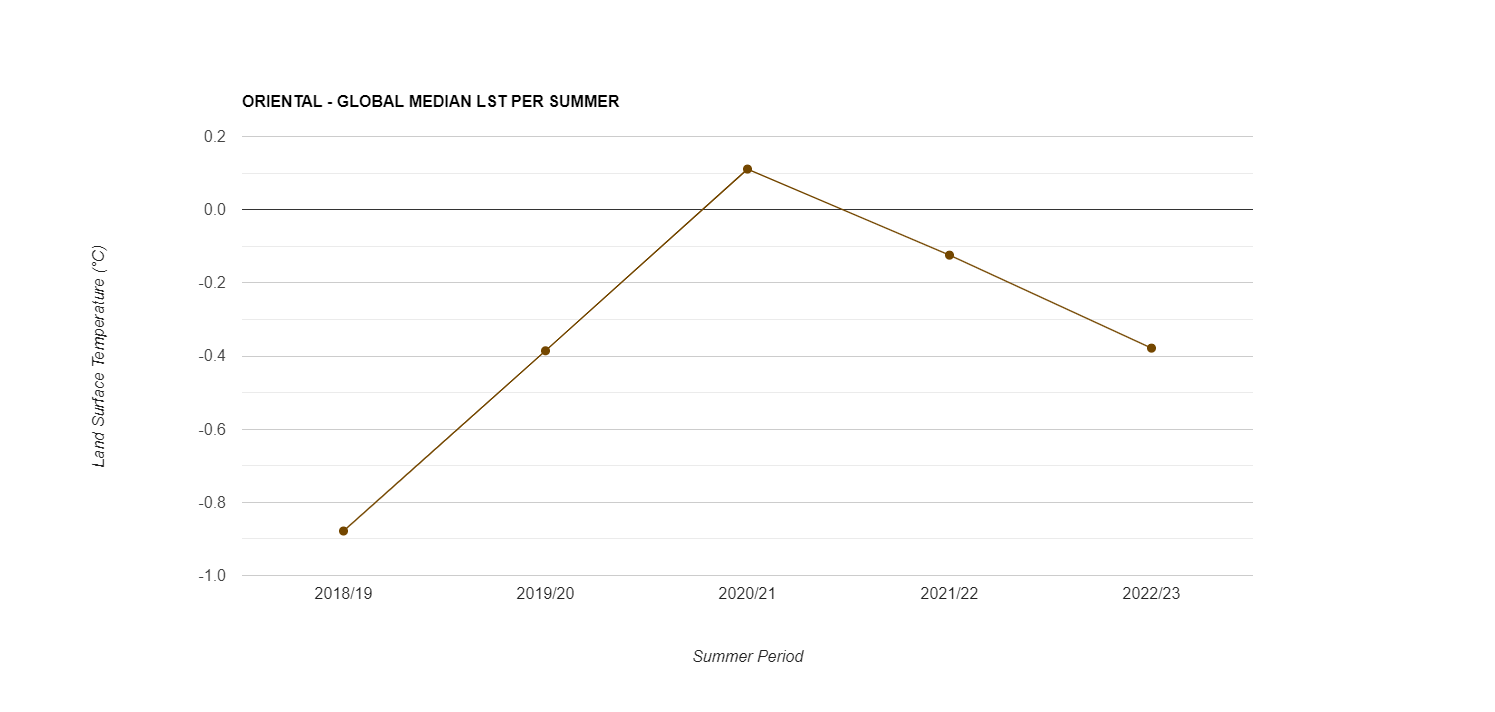 ORIENTAL - GLOBAL MEDIAN LST PER SUMMER
0.2
0.0
-0.2
-0.4
-0.6
-0.8
-1.0
Land Surface Temperature (°C)
2018/19 2019/20 2020/21 2021/22 2022/23
Summer Period